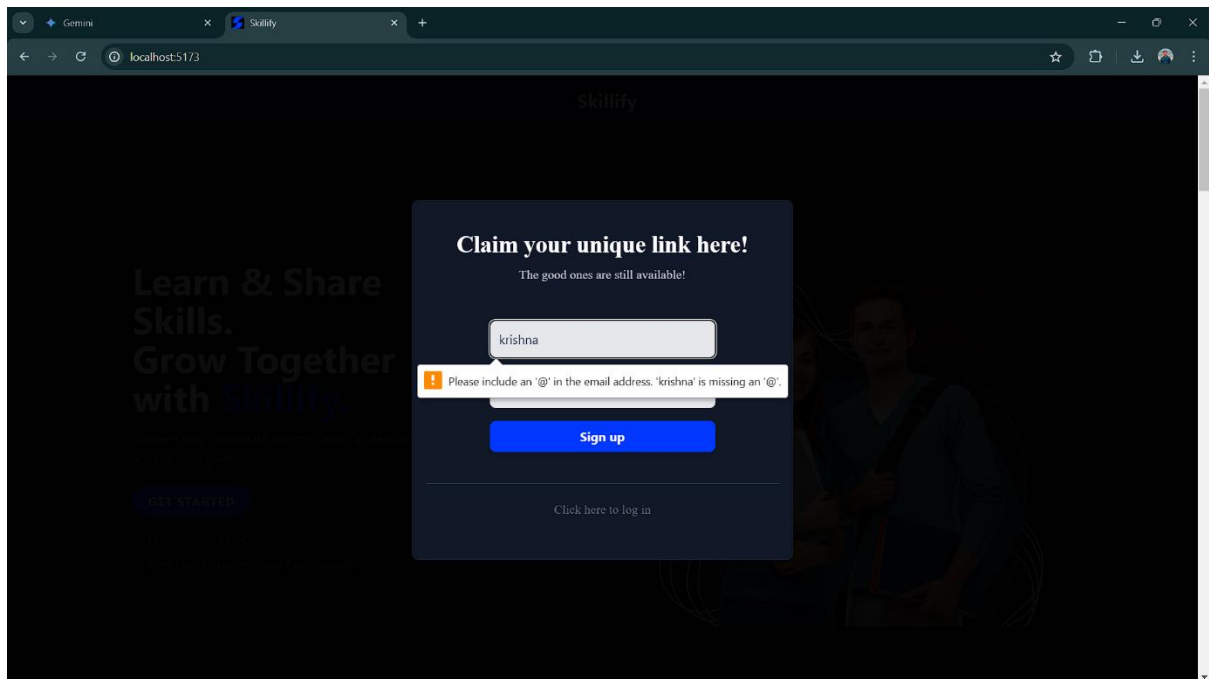 Gemini
Skillify
localhost:5173
Skillify
Claim your unique link here!
The good ones are still available!
Learn & Share
Skills.
Grow Together
with Skillify.
krishna
Please include an '@' in the email address. 'krishna' is missing an '@'.
Sign up
GET STARTED
Click here to log in